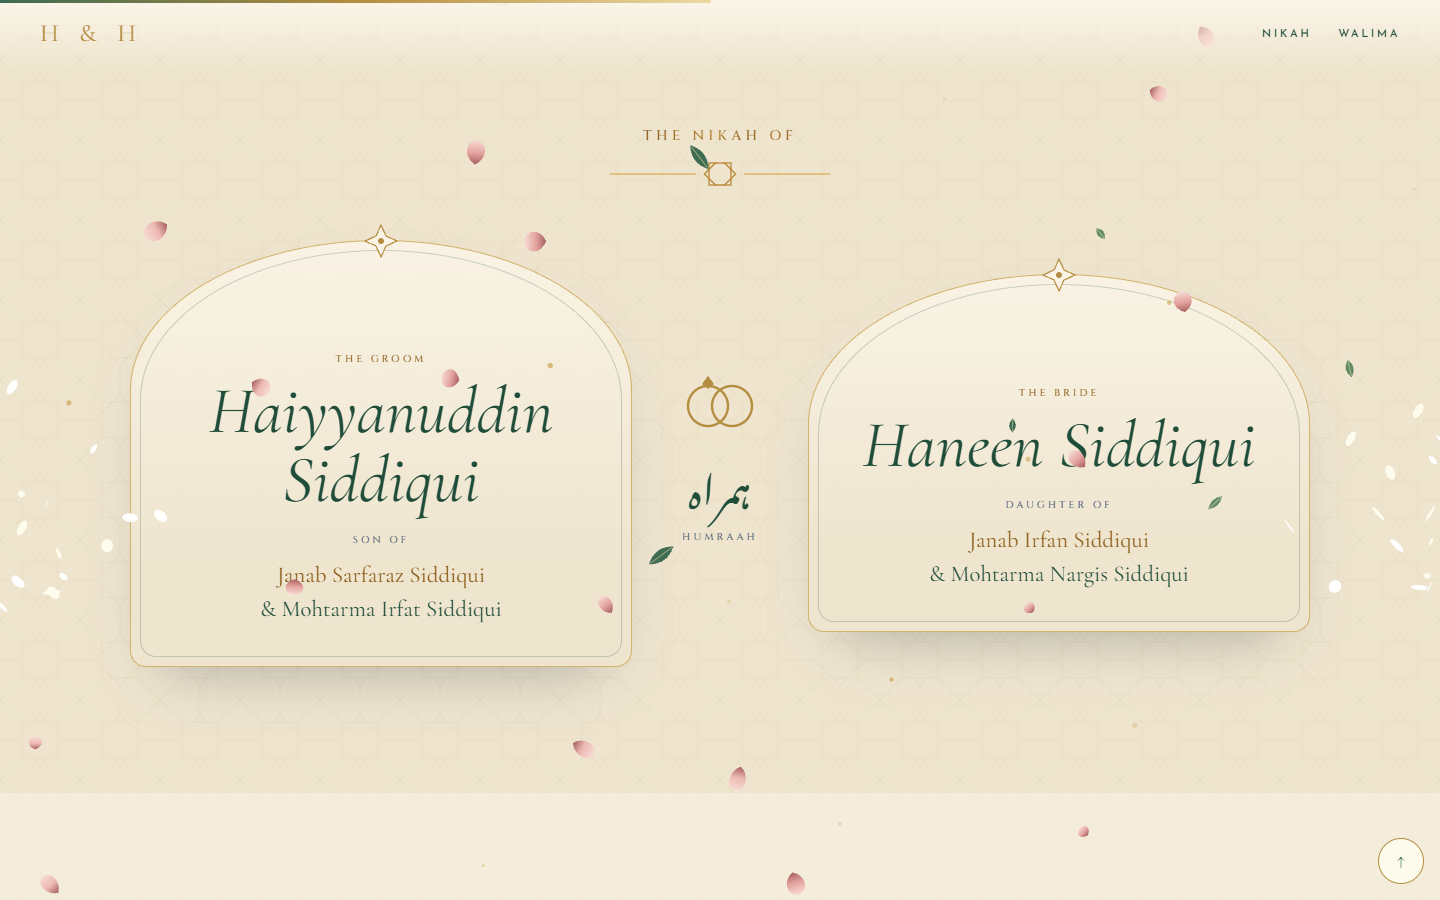 H & H
NIKAH
WALIMA
THE NIKAH OF
THE GROOM
Haiyyanuddin
Siddiqui
SON OF
Janab Sarfaraz Siddiqui
& Mohtarma Irfat Siddiqui
ہمراہ
HUMRAAH
THE BRIDE
Haneen Siddiqui
DAUGHTER OF
Janab Irfan Siddiqui
& Mohtarma Nargis Siddiqui
↑